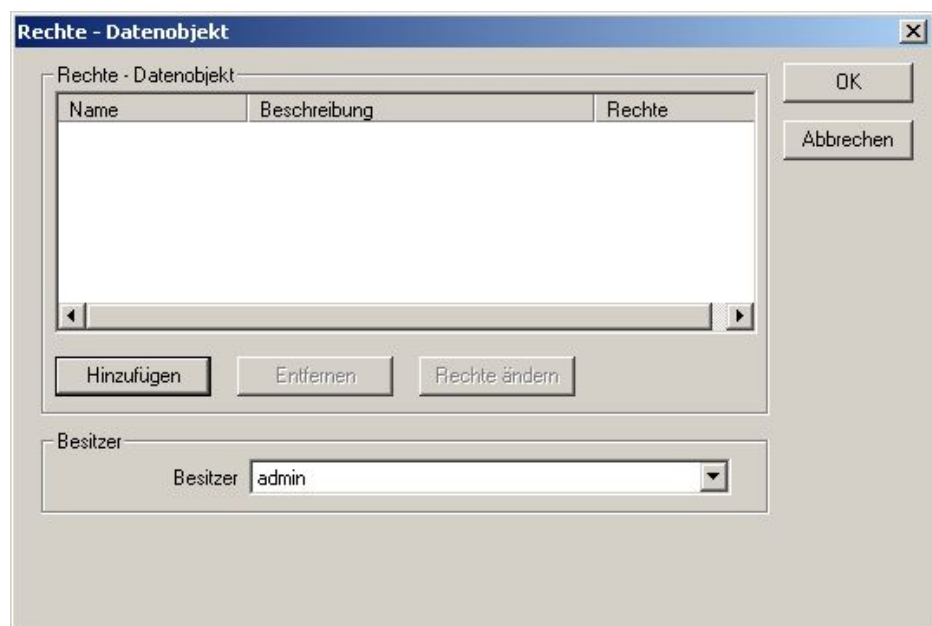 Rechte - Datenobjekt
Rechte - Datenobjekt
Name Beschreibung Rechte
OK
Abbrechen
Hinzufügen Entfernen Rechte ändern
Besitzer
Besitzer admin